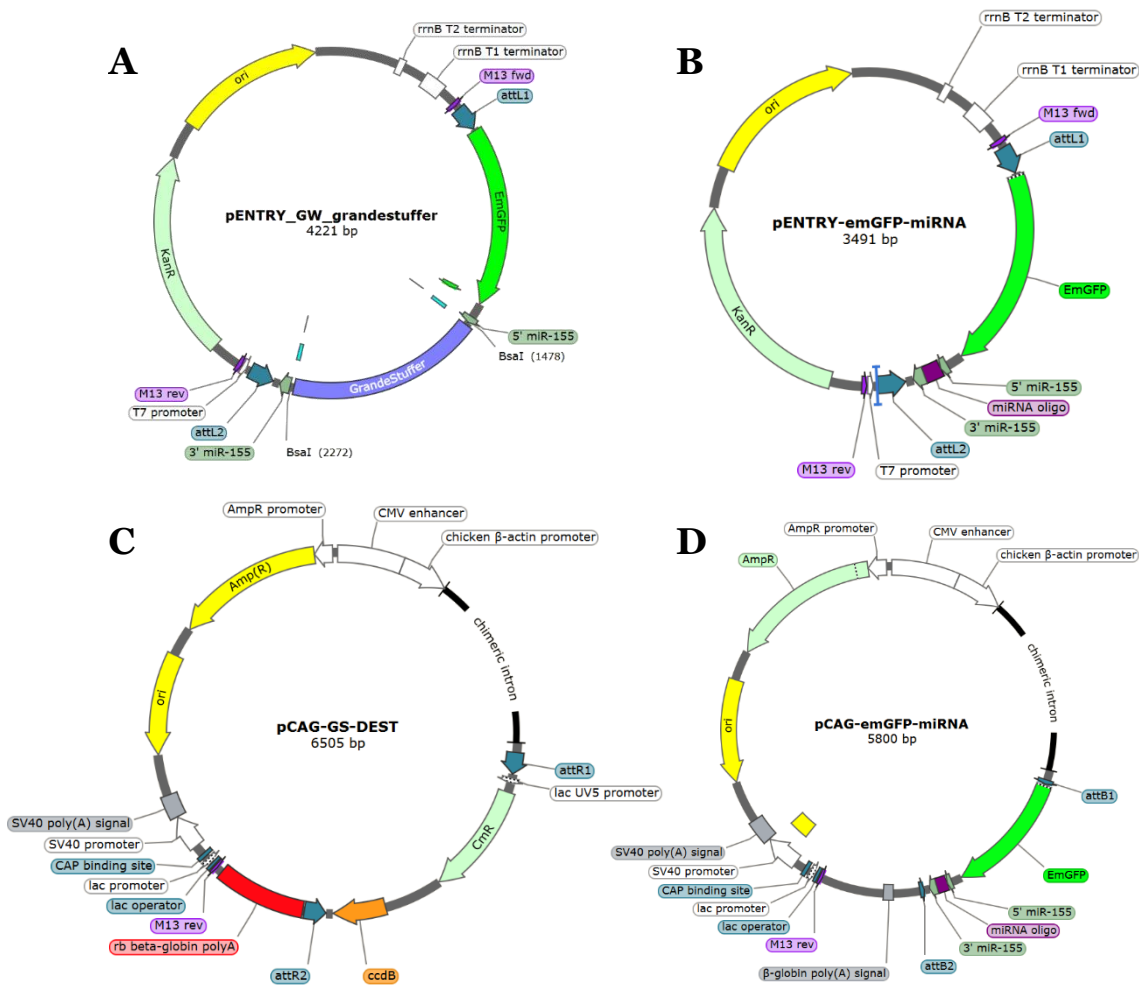 A
rrnB T2 terminator
rrnB T1 terminator
M13 fwd
attL1
ori
EmGFP
pENTRY_GW_grandestuffer
4221 bp
KanR
5' miR-155
BsaI (1478)
GrandeStuffer
M13 rev
T7 promoter
attL2
3' miR-155
BsaI (2272)
B
rrnB T2 terminator
rrnB T1 terminator
M13 fwd
attL1
ori
pENTRY-emGFP-miRNA
3491 bp
EmGFP
KanR
5' miR-155
miRNA oligo
3' miR-155
attL2
M13 rev
T7 promoter
C
AmpR promoter
CMV enhancer
chicken β-actin promoter
Amp(R)
chimeric intron
ori
pCAG-GS-DEST
6505 bp
attR1
lac UV5 promoter
CmR
SV40 poly(A) signal
SV40 promoter
CAP binding site
lac promoter
lac operator
M13 rev
rb beta-globin polyA
attR2
ccdB
D
AmpR promoter
CMV enhancer
AmpR
chicken β-actin promoter
chimeric intron
ori
pCAG-emGFP-miRNA
5800 bp
attB1
EmGFP
SV40 poly(A) signal
SV40 promoter
CAP binding site
lac promoter
lac operator
M13 rev
5' miR-155
miRNA oligo
3' miR-155
attB2
β-globin poly(A) signal